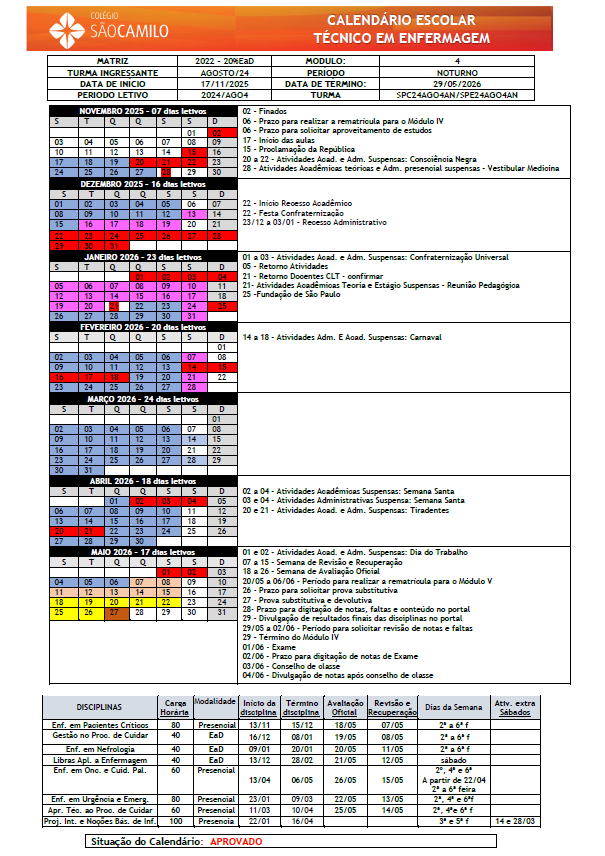 COLÉGIO
SÃOCAMILO
CALENDÁRIO ESCOLAR
TÉCNICO EM ENFERMAGEM
MATRIZ 2022 - 20%EaD MODULO: 4
TURMA INGRESSANTE AGOSTO/24 PERIODO NOTURNO
DATA DE INÍCIO 17/11/2025 DATA DE TÉRMINO: 29/05/2026
PERIODO LETIVO 2024/AGO4 TURMA SPC24AGO4AN/SPE24AGO4AN
NOVEMBRO 2025 - 07 dias letivos
S T Q Q S S D
01 02
03 04 05 06 07 08 09
10 11 12 13 14 15 16
17 18 19 20 21 22 23
24 25 26 27 28 29 30
02 - Finados
06 - Prazo para realizar a rematrícula para o Módulo IV
06 - Prazo para solicitar aproveitamento de estudos
17 - Início das aulas
15 - Proclamação da República
20 a 22 - Atividades Acad. e Adm. Suspensas: Consciência Negra
28 - Atividades Acadêmicas teóricas e Adm. presencial suspensas - Vestibular Medicina
DEZEMBRO 2025 - 16 dias letivos
S T Q Q S S D
01 02 03 04 05 06 07
08 09 10 11 12 13 14
15 16 17 18 19 20 21
22 23 24 25 26 27 28
29 30 31
22 - Início Recesso Acadêmico
22 - Festa Confraternização
23/12 a 03/01 - Recesso Administrativo
JANEIRO 2026 - 23 dias letivos
S T Q Q S S D
01 02 03 04
05 06 07 08 09 10 11
12 13 14 15 16 17 18
19 20 21 22 23 24 25
26 27 28 29 30 31
01 a 03 - Atividades Acad. e Adm. Suspensas: Confraternização Universal
05 - Retorno Atividades
21 - Retorno Docentes CLT - confirmar
21- Atividades Acadêmicas Teoria e Estágio Suspensas - Reunião Pedagógica
25 -Fundação de São Paulo
FEVEREIRO 2026 - 20 dias letivos
S T Q Q S S D
01
02 03 04 05 06 07 08
09 10 11 12 13 14 15
16 17 18 19 20 21 22
23 24 25 26 27 28
14 a 18 - Atividades Adm. E Acad. Suspensas: Carnaval
MARÇO 2026 - 24 dias letivos
S T Q Q S S D
01
02 03 04 05 06 07 08
09 10 11 12 13 14 15
16 17 18 19 20 21 22
23 24 25 26 27 28 29
30 31
ABRIL 2026 - 18 dias letivos
S T Q Q S S D
01 02 03 04 05
06 07 08 09 10 11 12
13 14 15 16 17 18 19
20 21 22 23 24 25 26
27 28 29 30
02 a 04 - Atividades Acadêmicas Suspensas: Semana Santa
03 e 04 - Atividades Administrativas Suspensas: Semana Santa
20 e 21 - Atividades Acad. e Adm. Suspensas: Tiradentes
MAIO 2026 - 17 dias letivos
S T Q Q S S D
01 02 03
04 05 06 07 08 09 10
11 12 13 14 15 16 17
18 19 20 21 22 23 24
25 26 27 28 29 30 31
01 e 02 - Atividades Acad. e Adm. Suspensas: Dia do Trabalho
07 a 15 - Semana de Revisão e Recuperação
18 a 26 - Semana de Avaliação Oficial
20/05 a 06/06 - Período para realizar a rematrícula para o Módulo V
26 - Prazo para solicitar prova substitutiva
27 - Prova substitutiva e devolutiva
28- Prazo para digitação de notas, faltas e conteúdo no portal
29 - Divulgação de resultados finais das disciplinas no portal
29/05 a 02/06 - Período para solicitar revisão de notas e faltas
29 - Término do Módulo IV
01/06 - Exame
02/06 - Prazo para digitação de notas de Exame
03/06 - Conselho de classe
04/06 - Divulgação de notas após conselho de classe
DISCIPLINAS Carga Horária Modalidade Início da disciplina Término disciplina Avaliação Oficial Revisão e Recuperação Dias da Semana Ativ. extra Sábados
Enf. em Pacientes Críticos 80 Presencial 13/11 15/12 18/05 07/05 2ª a 6ª f
Gestão no Proc. de Cuidar 40 EaD 16/12 08/01 19/05 08/05 2ª a 6ª f
Enf. em Nefrologia 40 EaD 09/01 20/01 20/05 11/05 2ª a 6ª f
Libras Apl. a Enfermagem 40 EaD 13/12 28/02 21/05 12/05 sábado
Enf. em Onc. e Cuid. Pal. 60 Presencial 13/04 06/05 26/05 15/05 2ª, 4ª e 6ª
A partir de 22/04
2ª a 6ª feira
Enf. em Urgência e Emerg. 80 Presencial 23/01 09/03 22/05 13/05 2ª, 4ª e 6ªf
Apr. Téc. ao Proc. de Cuidar 60 Presencial 11/03 10/04 25/05 14/05 2ª, 4ªe 6ª f
Proj. Int. e Noções Bás. de Inf. 100 Presencia 22/01 16/04 3ª e 5ª f 14 e 28/03
Situação do Calendário: APROVADO